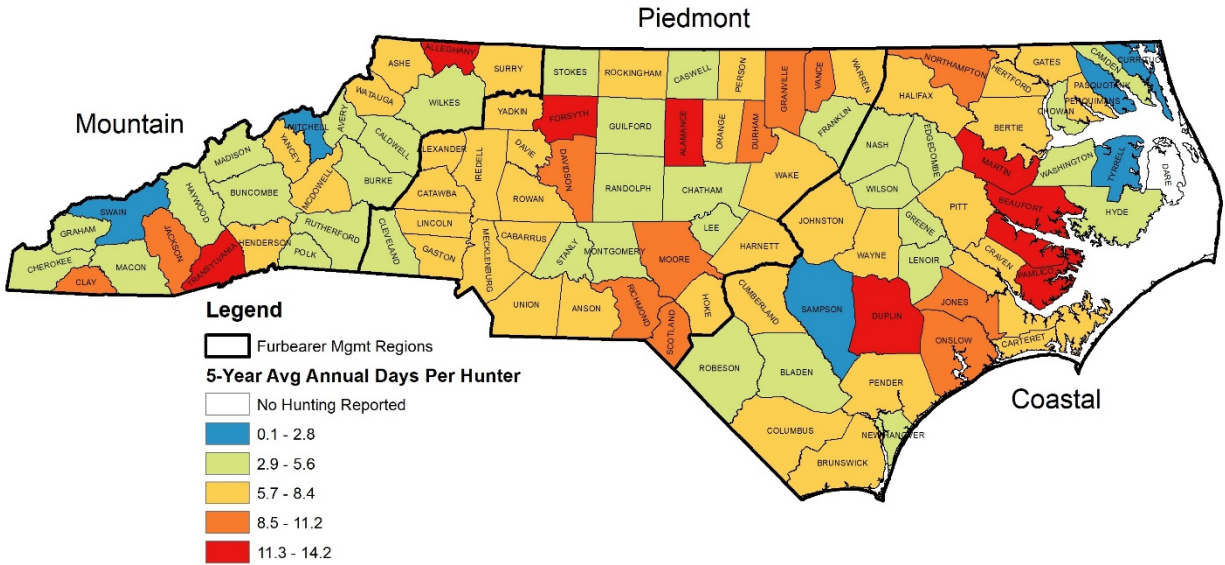 Piedmont
Mountain
Coastal
ALLEGHANY
ASHE
SURRY
WATAUGA
WILKES
MITCHELL
AVERY
CALDWELL
MADISON
YANCEY
MCDOWELL
BURKE
BUNCOMBE
HAYWOOD
SWAIN
GRAHAM
JACKSON
RUTHERFORD
HENDERSON
POLK
TRANSYLVANIA
CHEROKEE
MACON
CLAY
STOKES
ROCKINGHAM
CASWELL
PERSON
GRANVILLE
VANCE
WARREN
YADKIN
FORSYTH
GUILFORD
ALAMANCE
ORANGE
DURHAM
FRANKLIN
LEXANDER
IREDELL
DAVIE
DAVIDSON
RANDOLPH
CHATHAM
WAKE
CATAWBA
ROWAN
LINCOLN
CLEVELAND
GASTON
MECKLENBURG
CABARRUS
STANLY
MONTGOMERY
MOORE
LEE
HARNETT
UNION
ANSON
RICHMOND
SCOTLAND
HOKE
NORTHAMPTON
HERTFORD
GATES
CAMDEN
CURRITUC
PASQUOTANK
PERQUIMANS
CHOWAN
HALIFAX
BERTIE
NASH
EDGECOMBE
MARTIN
WASHINGTON
TYRRELL
DARE
WILSON
PITT
BEAUFORT
HYDE
JOHNSTON
GREENE
WAYNE
LENOIR
CRAVEN
PAMLICO
CUMBERLAND
SAMPSON
DUPLIN
JONES
ONSLOW
CARTERET
ROBESON
BLADEN
PENDER
COLUMBUS
NEW HANOVER
BRUNSWICK
Legend
Furbearer Mgmt Regions
5-Year Avg Annual Days Per Hunter
No Hunting Reported
0.1 - 2.8
2.9 - 5.6
5.7 - 8.4
8.5 - 11.2
11.3 - 14.2